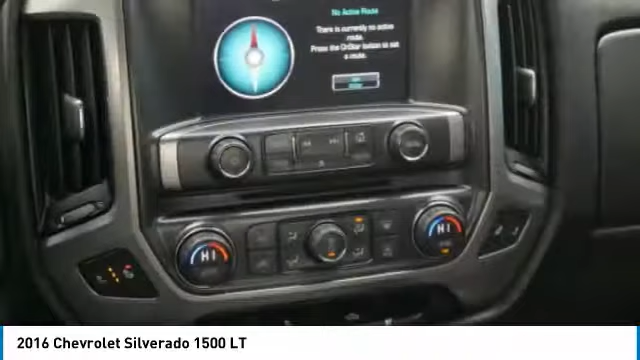 No Active Route
There is currently no active
route.
Press the OnStar button to set
a route.
HI
HI
2016 Chevrolet Silverado 1500 LT